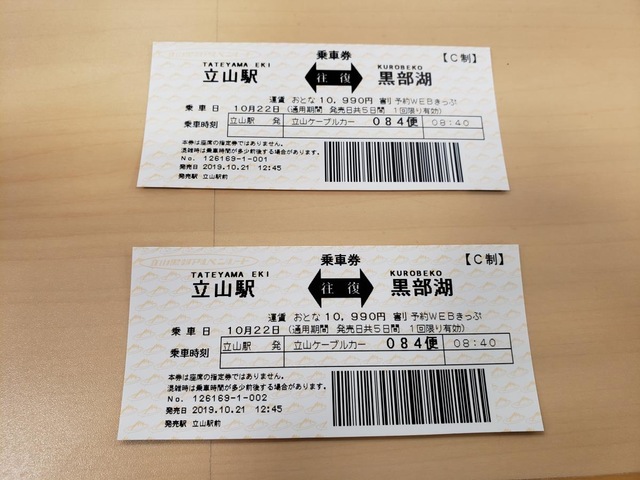 乗車券
【C制】
TATEYAMA EKI
KUROBEKO
立山駅 往復 黒部湖
運賃 おとな10,990円 割 予約WEBきっぷ
乗車日 10月22日 (通用期間 発売日共5日間 1回限り有効)
乗車時刻 立山駅 発 立山ケーブルカー 084便 08:40
本券は座席の指定券ではありません。
混雑時は乗車時間が多少前後する場合があります。
No. 126169-1-001
発売日 2019.10.21 12:45
発売駅 立山駅前
乗車券
【C制】
TATEYAMA EKI
KUROBEKO
立山駅 往復 黒部湖
運賃 おとな10,990円 割 予約WEBきっぷ
乗車日 10月22日 (通用期間 発売日共5日間 1回限り有効)
乗車時刻 立山駅 発 立山ケーブルカー 084便 08:40
本券は座席の指定券ではありません。
混雑時は乗車時間が多少前後する場合があります。
No. 126169-1-002
発売日 2019.10.21 12:45
発売駅 立山駅前